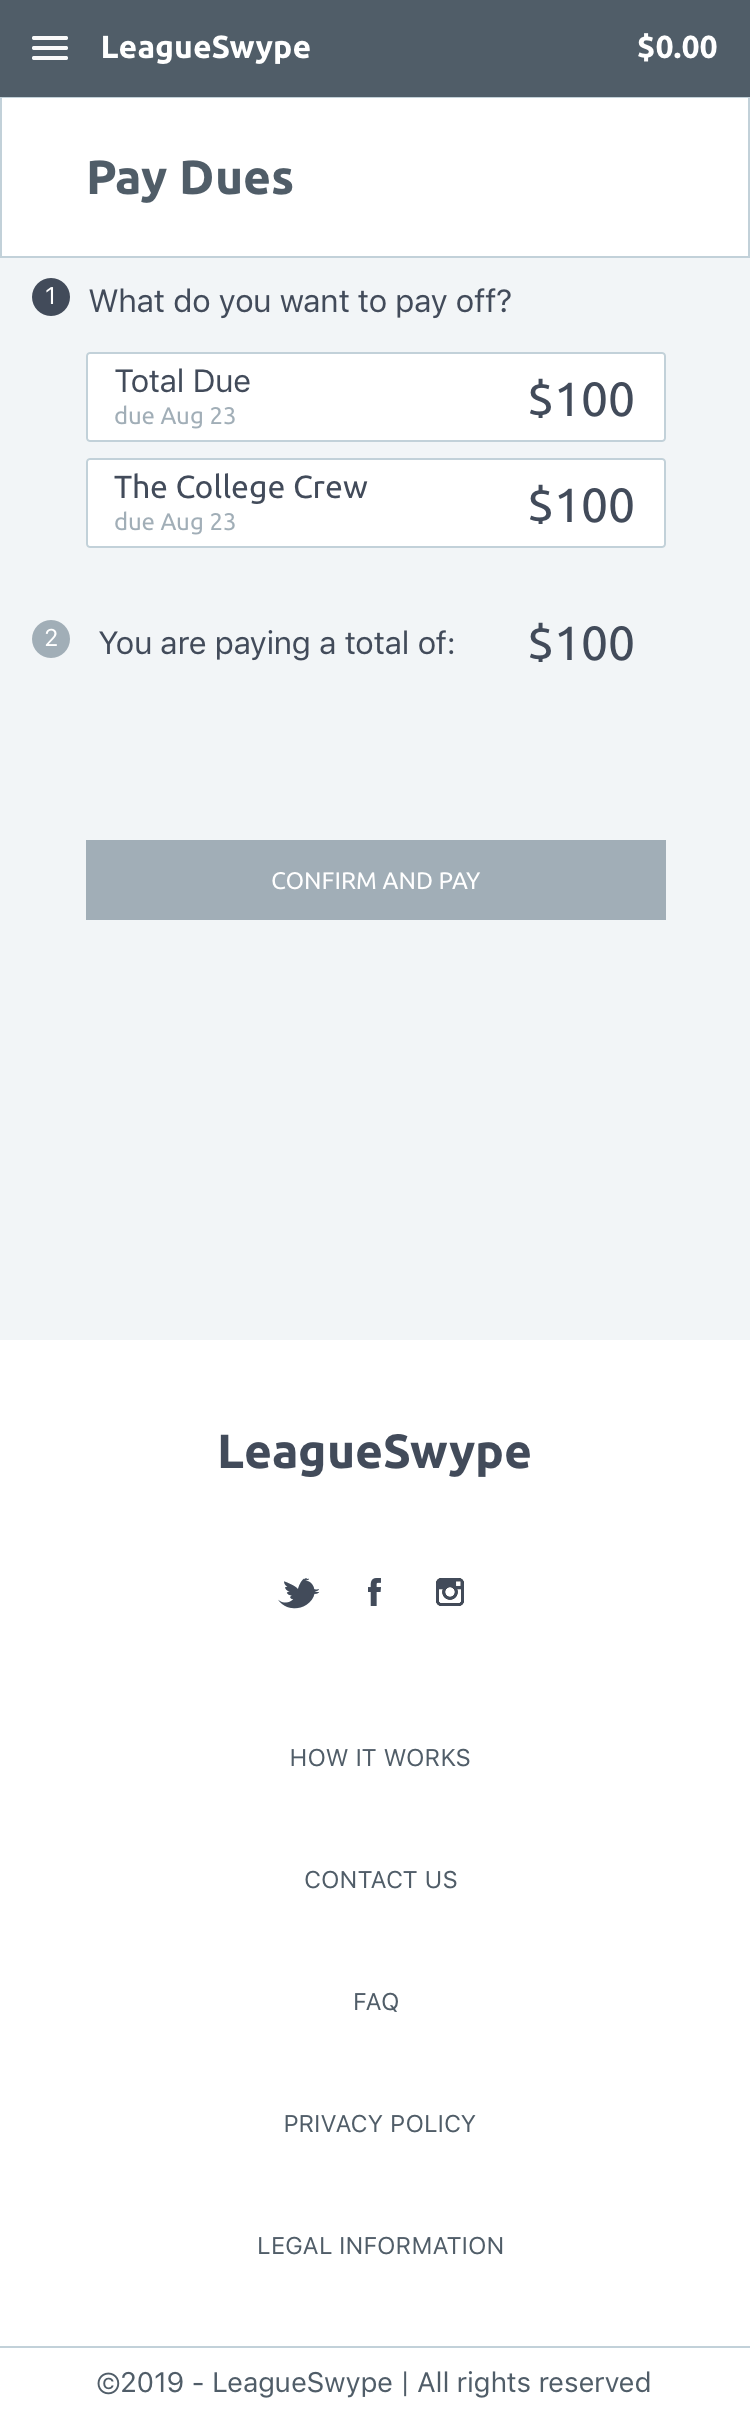 LeagueSwype
$0.00
Pay Dues
1 What do you want to pay off?
Total Due
due Aug 23
$100
The College Crew
due Aug 23
$100
2 You are paying a total of: $100
CONFIRM AND PAY
LeagueSwype
HOW IT WORKS
CONTACT US
FAQ
PRIVACY POLICY
LEGAL INFORMATION
©2019 - LeagueSwype | All rights reserved